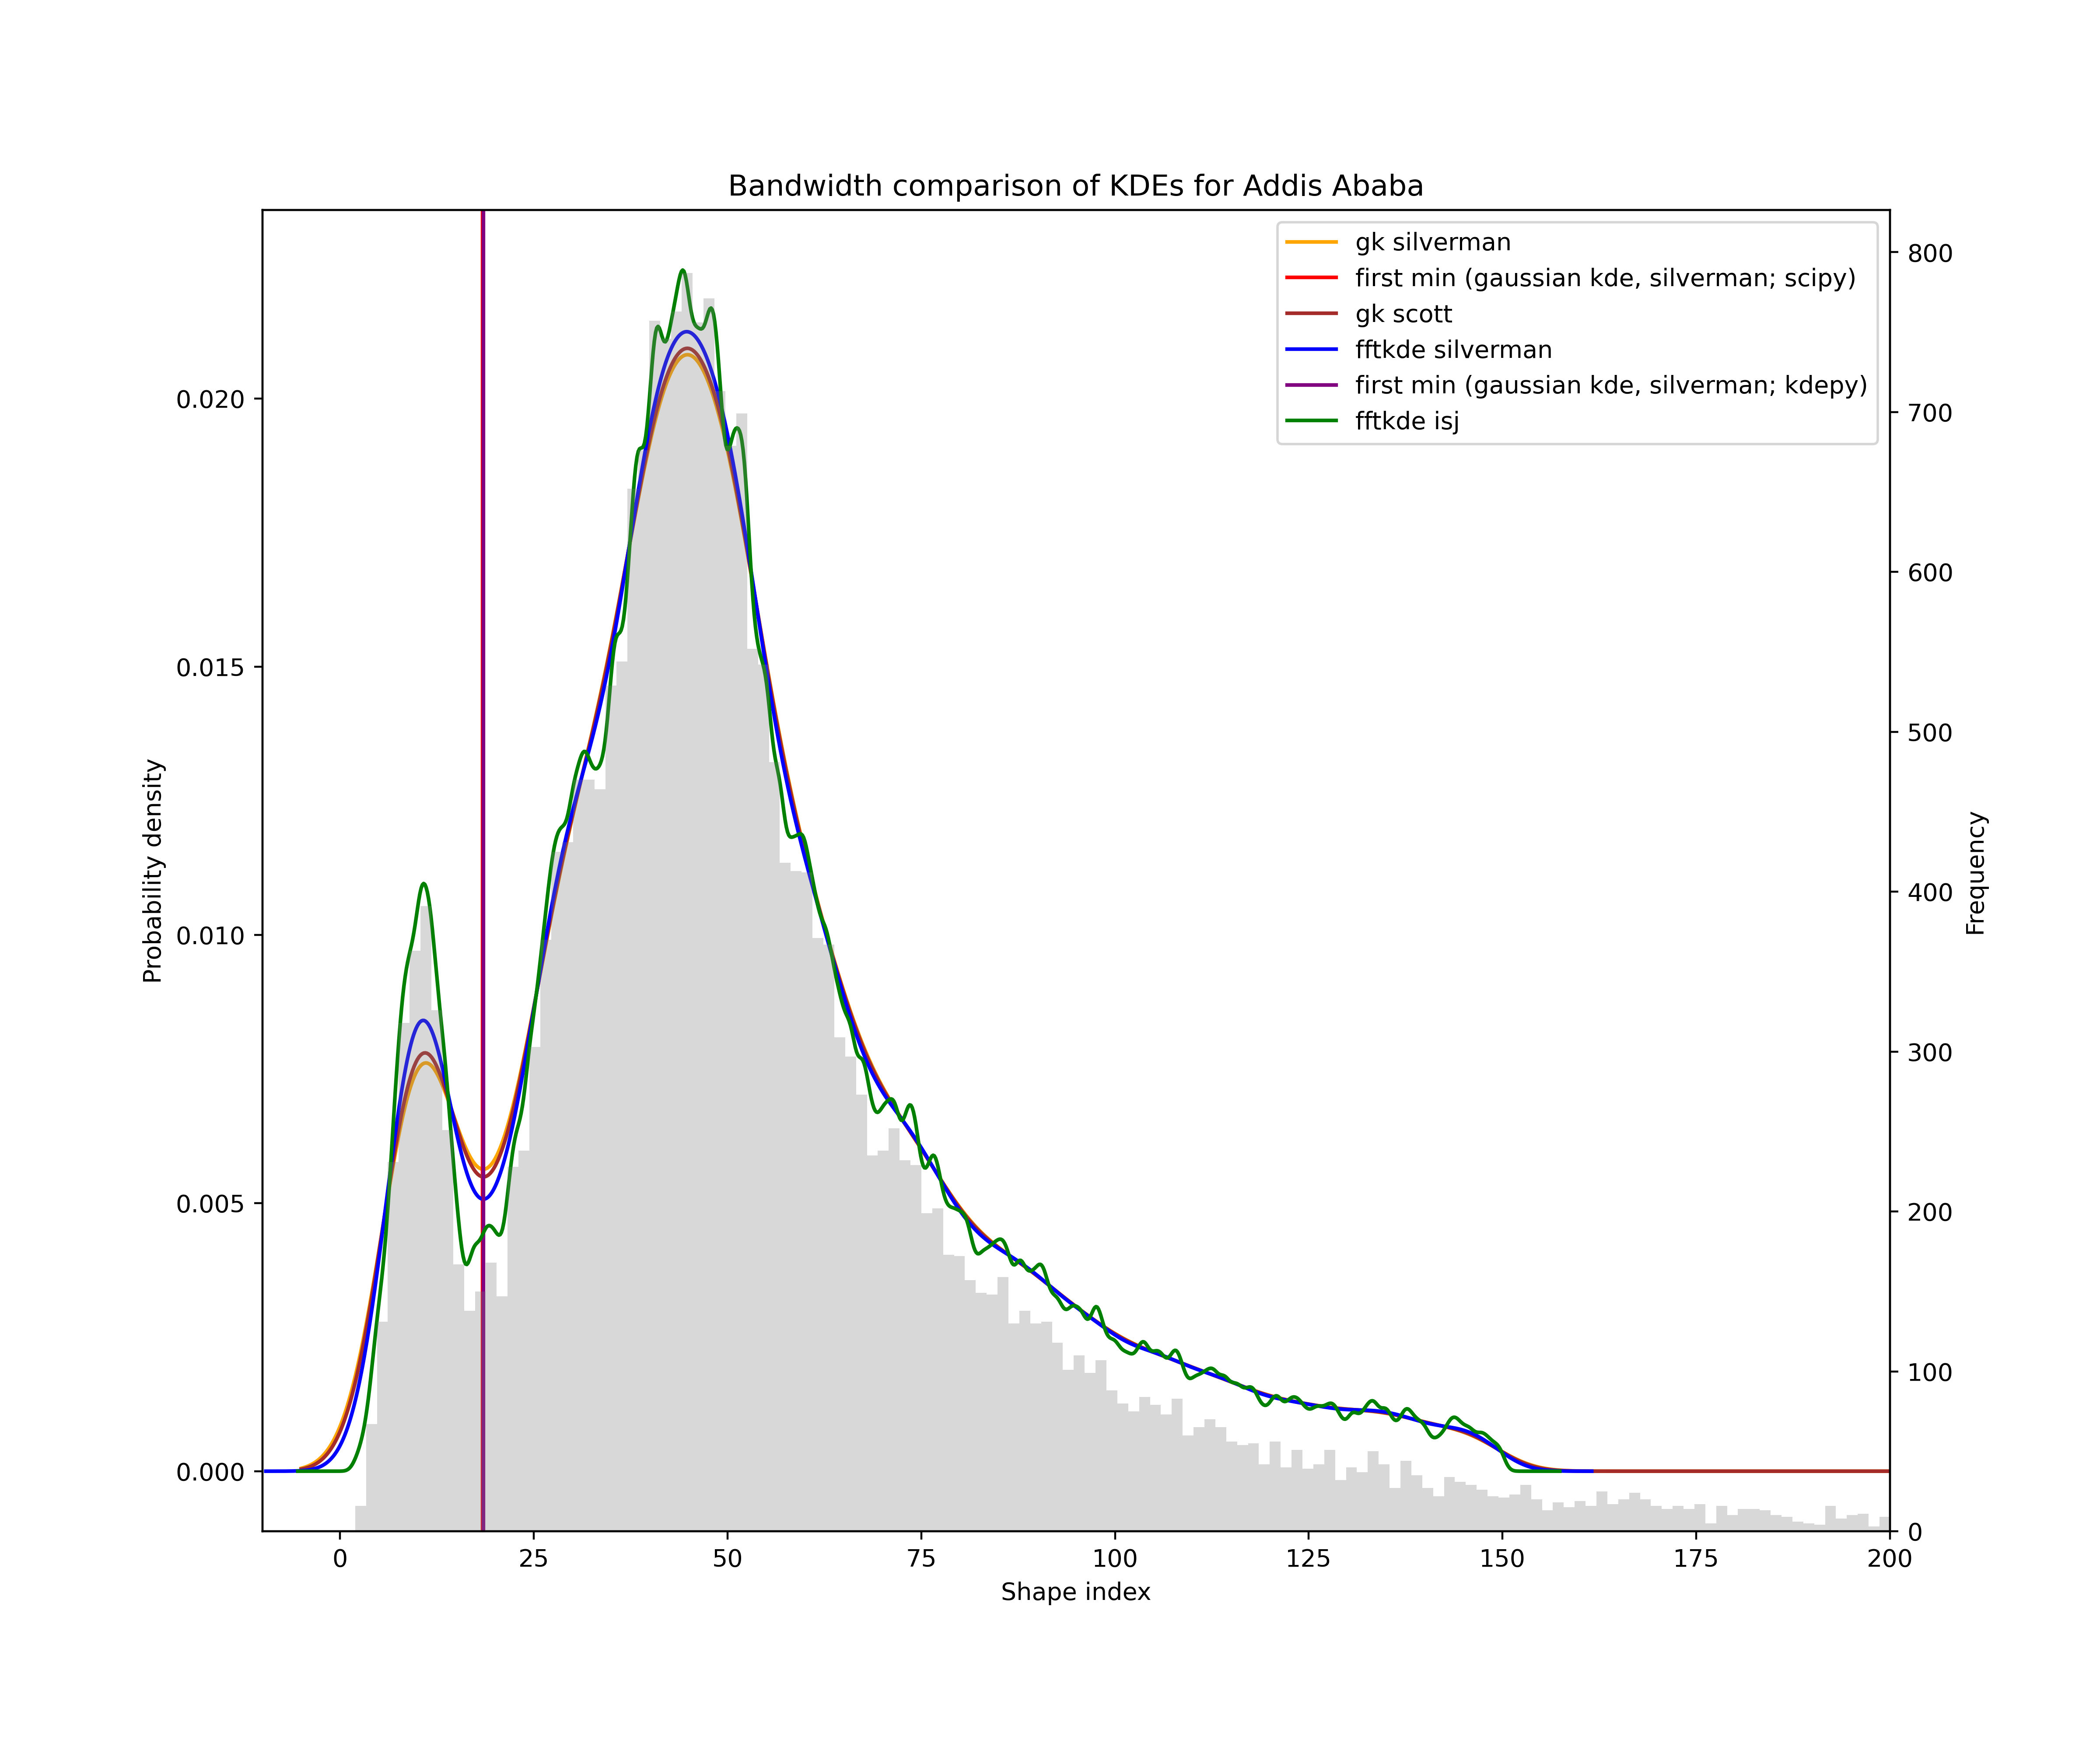 Bandwidth comparison of KDEs for Addis Ababa
gk silverman
first min (gaussian kde, silverman; scipy)
gk scott
fftkde silverman
first min (gaussian kde, silverman; kdepy)
fftkde isj
Probability density
0.020
0.015
0.010
0.005
0.000
800
700
600
500
400
300
200
100
0
Frequency
0 25 50 75 100 125 150 175 200
Shape index